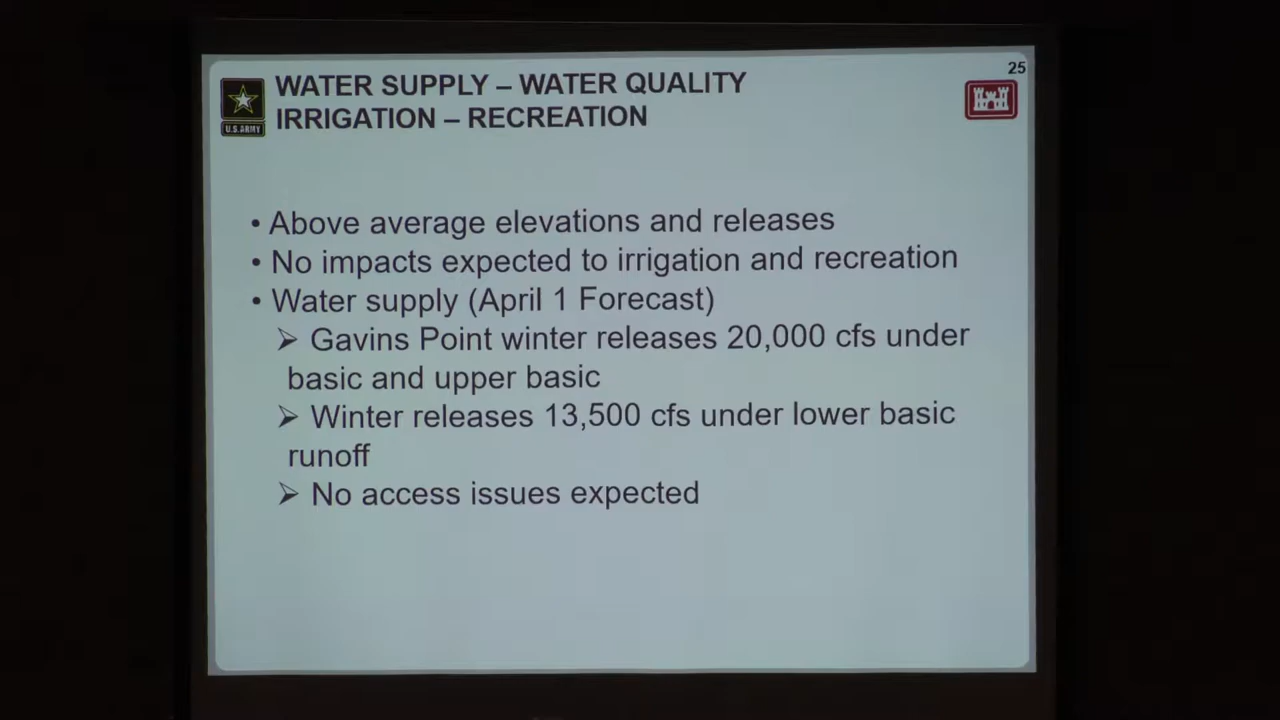 25
WATER SUPPLY – WATER QUALITY
IRRIGATION – RECREATION
U.S.ARMY
• Above average elevations and releases
• No impacts expected to irrigation and recreation
• Water supply (April 1 Forecast)
➢ Gavins Point winter releases 20,000 cfs under
basic and upper basic
➢ Winter releases 13,500 cfs under lower basic
runoff
➢ No access issues expected